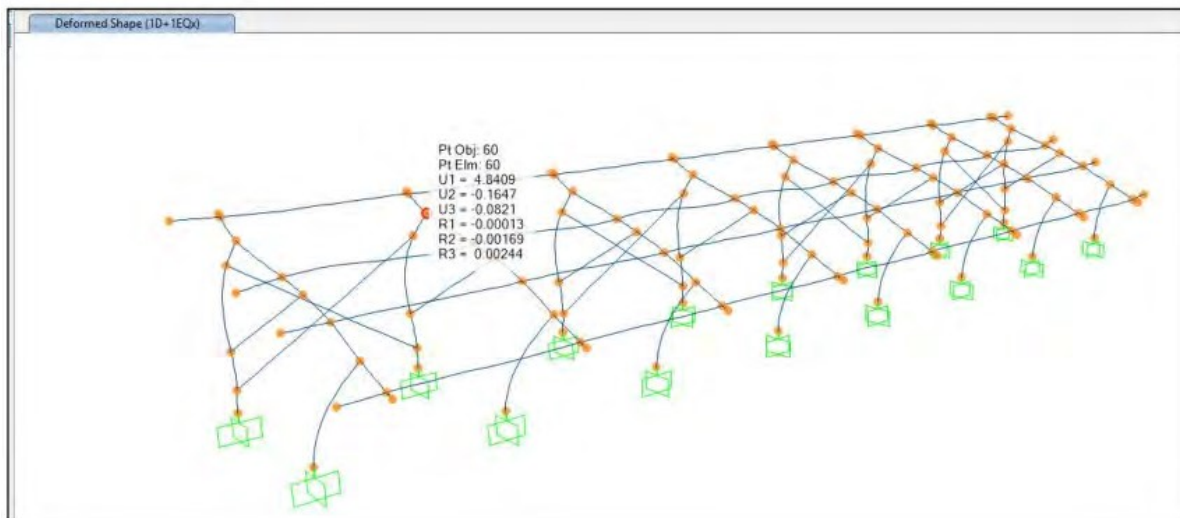 Deformed Shape (1D+1EQx)
Pt Obj: 60
Pt Elm: 60
U1 = 4.8409
U2 = -0.1647
U3 = -0.0821
R1 = -0.00013
R2 = -0.00169
R3 = 0.00244